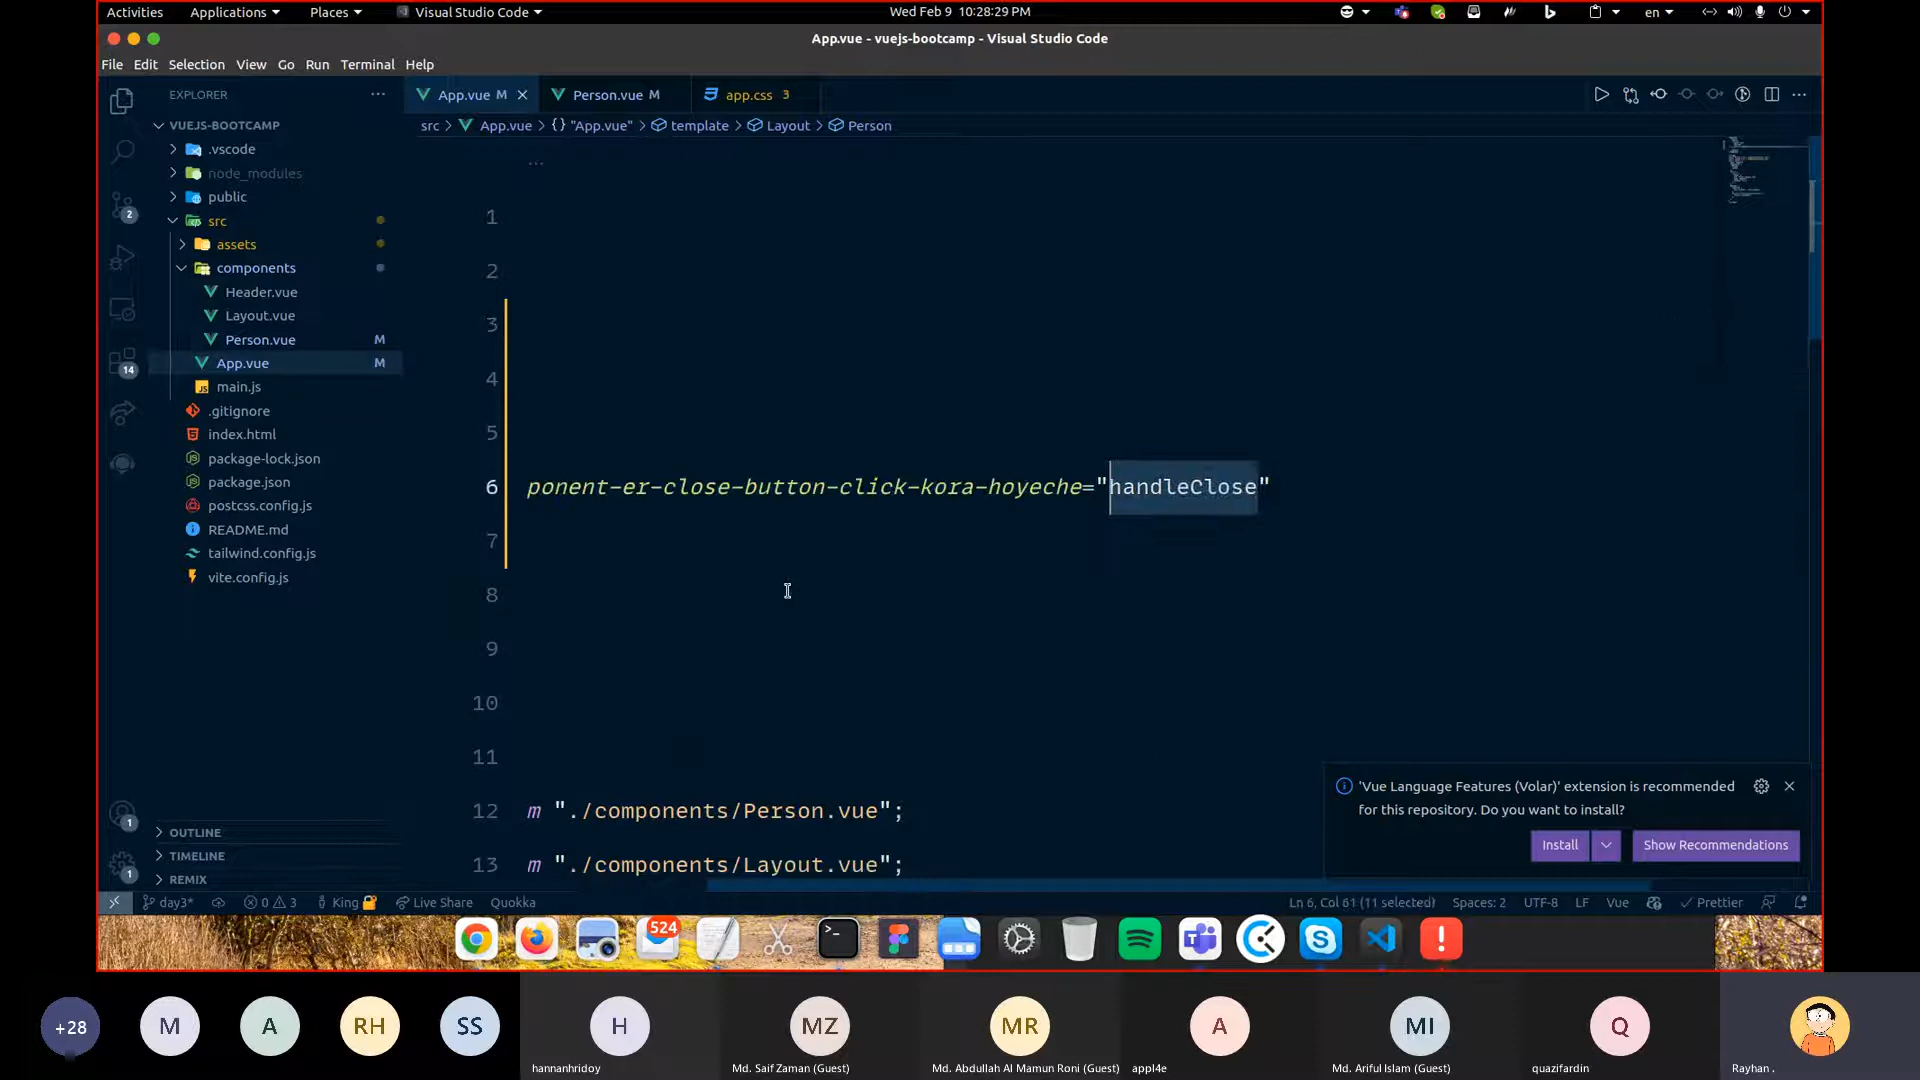 Activities Applications Places Visual Studio Code Wed Feb 9 10:28:29 PM en
App.vue - vuejs-bootcamp - Visual Studio Code
File Edit Selection View Go Run Terminal Help
EXPLORER
App.vue M
Person.vue M
app.css 3
src > App.vue > {} "App.vue" > template > Layout > Person
VUEJS-BOOTCAMP
.vscode
node_modules
public
src
assets
components
Header.vue
Layout.vue
Person.vue M
App.vue M
main.js
.gitignore
index.html
package-lock.json
package.json
postcss.config.js
README.md
tailwind.config.js
vite.config.js
OUTLINE
TIMELINE
REMIX
2
14
1
1
...
1
2
3
4
5
6 ponent-er-close-button-click-kora-hoyeche="handleClose"
7
8
9
10
11
12 m "./components/Person.vue";
13 m "./components/Layout.vue";
'Vue Language Features (Volar)' extension is recommended
for this repository. Do you want to install?
Install
Show Recommendations
day3* 0 3 King Live Share Quokka Ln 6, Col 61 (11 selected) Spaces: 2 UTF-8 LF Vue Prettier
524
+28 M A RH SS H MZ MR A MI Q
hannanhridoy Md. Saif Zaman (Guest) Md. Abdullah Al Mamun Roni (Guest) appl4e Md. Ariful Islam (Guest) quazifardin Rayhan .